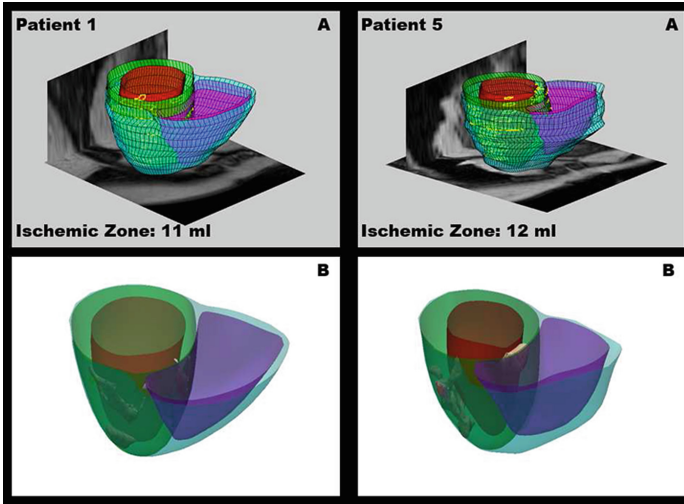 Patient 1 A
Patient 5 A
Ischemic Zone: 11 ml
Ischemic Zone: 12 ml
B
B